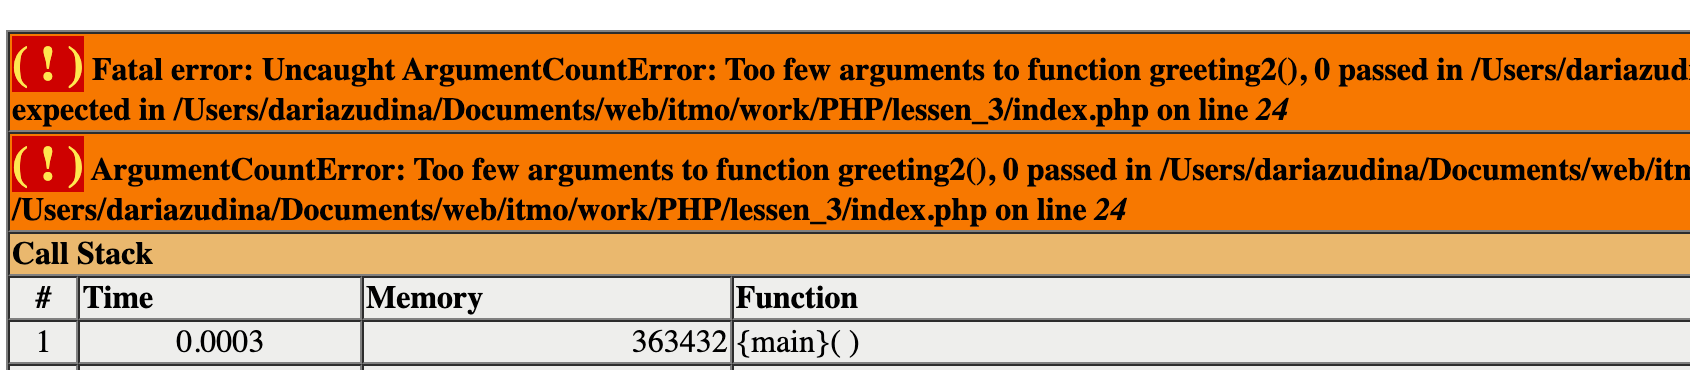 ( ! ) Fatal error: Uncaught ArgumentCountError: Too few arguments to function greeting2(), 0 passed in /Users/dariazud
expected in /Users/dariazudina/Documents/web/itmo/work/PHP/lessen_3/index.php on line 24
( ! ) ArgumentCountError: Too few arguments to function greeting2(), 0 passed in /Users/dariazudina/Documents/web/itm
/Users/dariazudina/Documents/web/itmo/work/PHP/lessen_3/index.php on line 24
Call Stack
# Time Memory Function
1 0.0003 363432 {main}( )